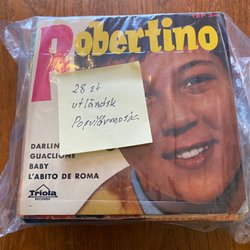 Robertino
28 st
utländsk
Populärmusik
DARLIN
GUAGLIONE
BABY
L'ABITO DE ROMA
Triola
RECORDS